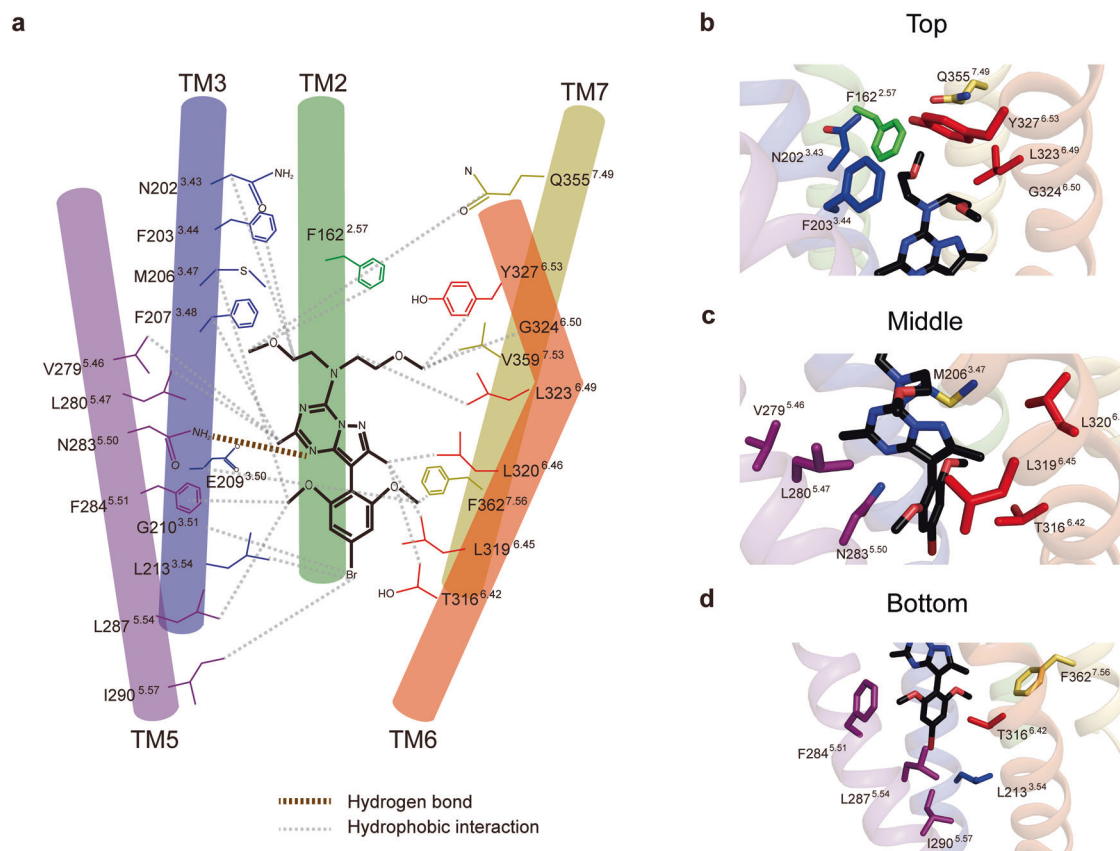 a
TM3
TM2
TM7
N202^3.43
NH₂
O
F203^3.44
M206^3.47
S
F207^3.48
F162^2.57
N
O
Q355^7.49
Y327^6.53
HO
G324^6.50
V359^7.53
L323^6.49
V279^5.46
L280^5.47
N283^5.50
NH₂
O
E209^3.50
O
O
F284^5.51
G210^3.51
L213^3.54
L287^5.54
I290^5.57
O
O
N
N
N
N
N
N
O
O
Br
L320^6.46
F362^7.56
L319^6.45
HO
T316^6.42
TM5
TM6
Hydrogen bond
Hydrophobic interaction
b
Top
Q355^7.49
F162^2.57
Y327^6.53
N202^3.43
L323^6.49
G324^6.50
F203^3.44
c
Middle
M206^3.47
V279^5.46
L320^6.
L319^6.45
L280^5.47
T316^6.42
N283^5.50
d
Bottom
F362^7.56
T316^6.42
F284^5.51
L213^3.54
L287^5.54
I290^5.57